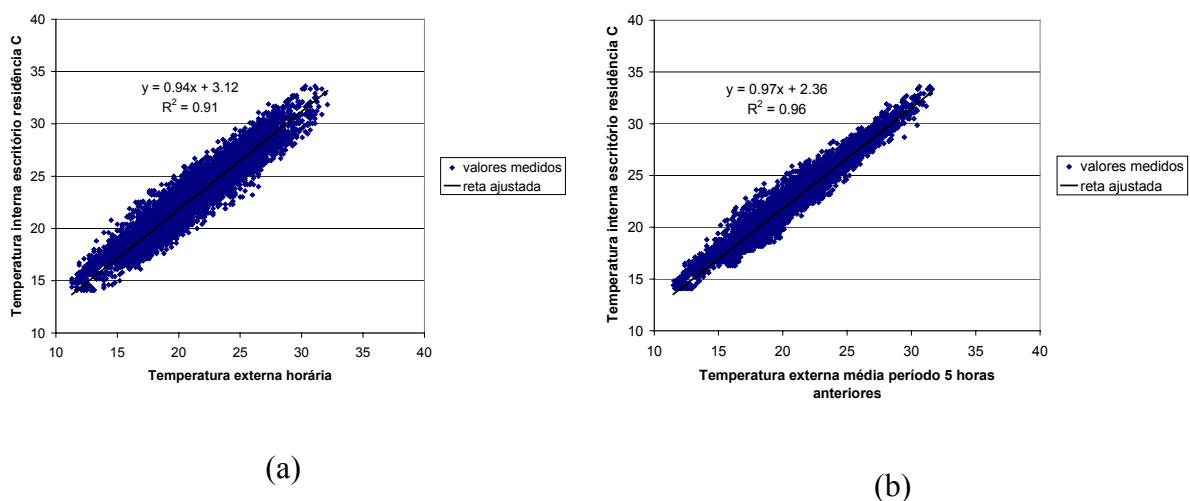 40
35
30
25
20
15
10
Temperatura interna escritório residência C
y = 0.94x + 3.12
R² = 0.91
10 15 20 25 30 35 40
Temperatura externa horária
valores medidos
reta ajustada
(a)
40
35
30
25
20
15
10
Temperatura interna escritório residência C
y = 0.97x + 2.36
R² = 0.96
10 15 20 25 30 35 40
Temperatura externa média período 5 horas
anteriores
valores medidos
reta ajustada
(b)